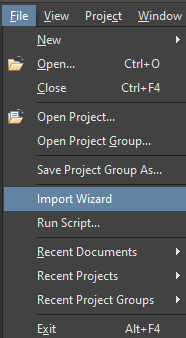 File View Project Window
New
Open... Ctrl+O
Close Ctrl+F4
Open Project...
Open Project Group...
Save Project Group As...
Import Wizard
Run Script...
Recent Documents
Recent Projects
Recent Project Groups
Exit Alt+F4